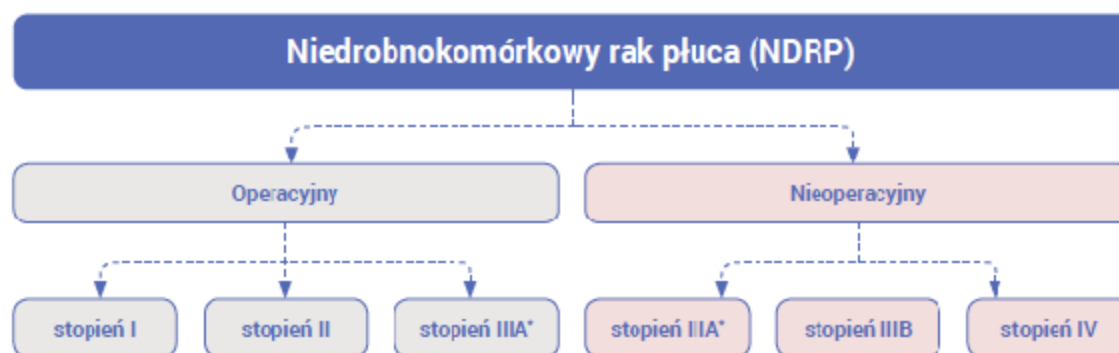 Niedrobnokomórkowy rak płuca (NDRP)
Operacyjny
Nieoperacyjny
stopień I
stopień II
stopień IIIA*
stopień IIIA*
stopień IIIB
stopień IV